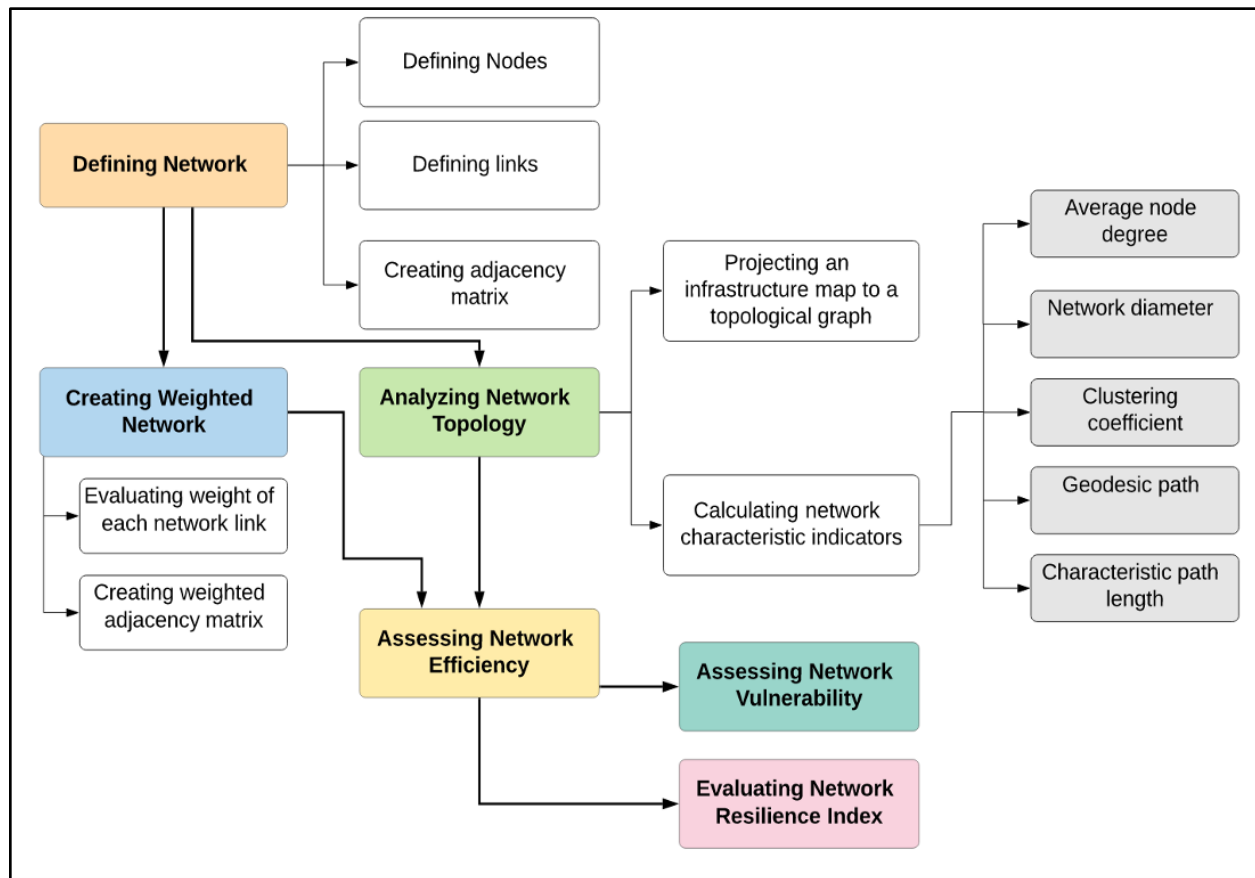 Defining Nodes
Defining Network
Defining links
Creating adjacency
matrix
Projecting an
infrastructure map to a
topological graph
Average node
degree
Network diameter
Creating Weighted
Network
Analyzing Network
Topology
Clustering
coefficient
Evaluating weight of
each network link
Calculating network
characteristic indicators
Geodesic path
Creating weighted
adjacency matrix
Characteristic path
length
Assessing Network
Efficiency
Assessing Network
Vulnerability
Evaluating Network
Resilience Index